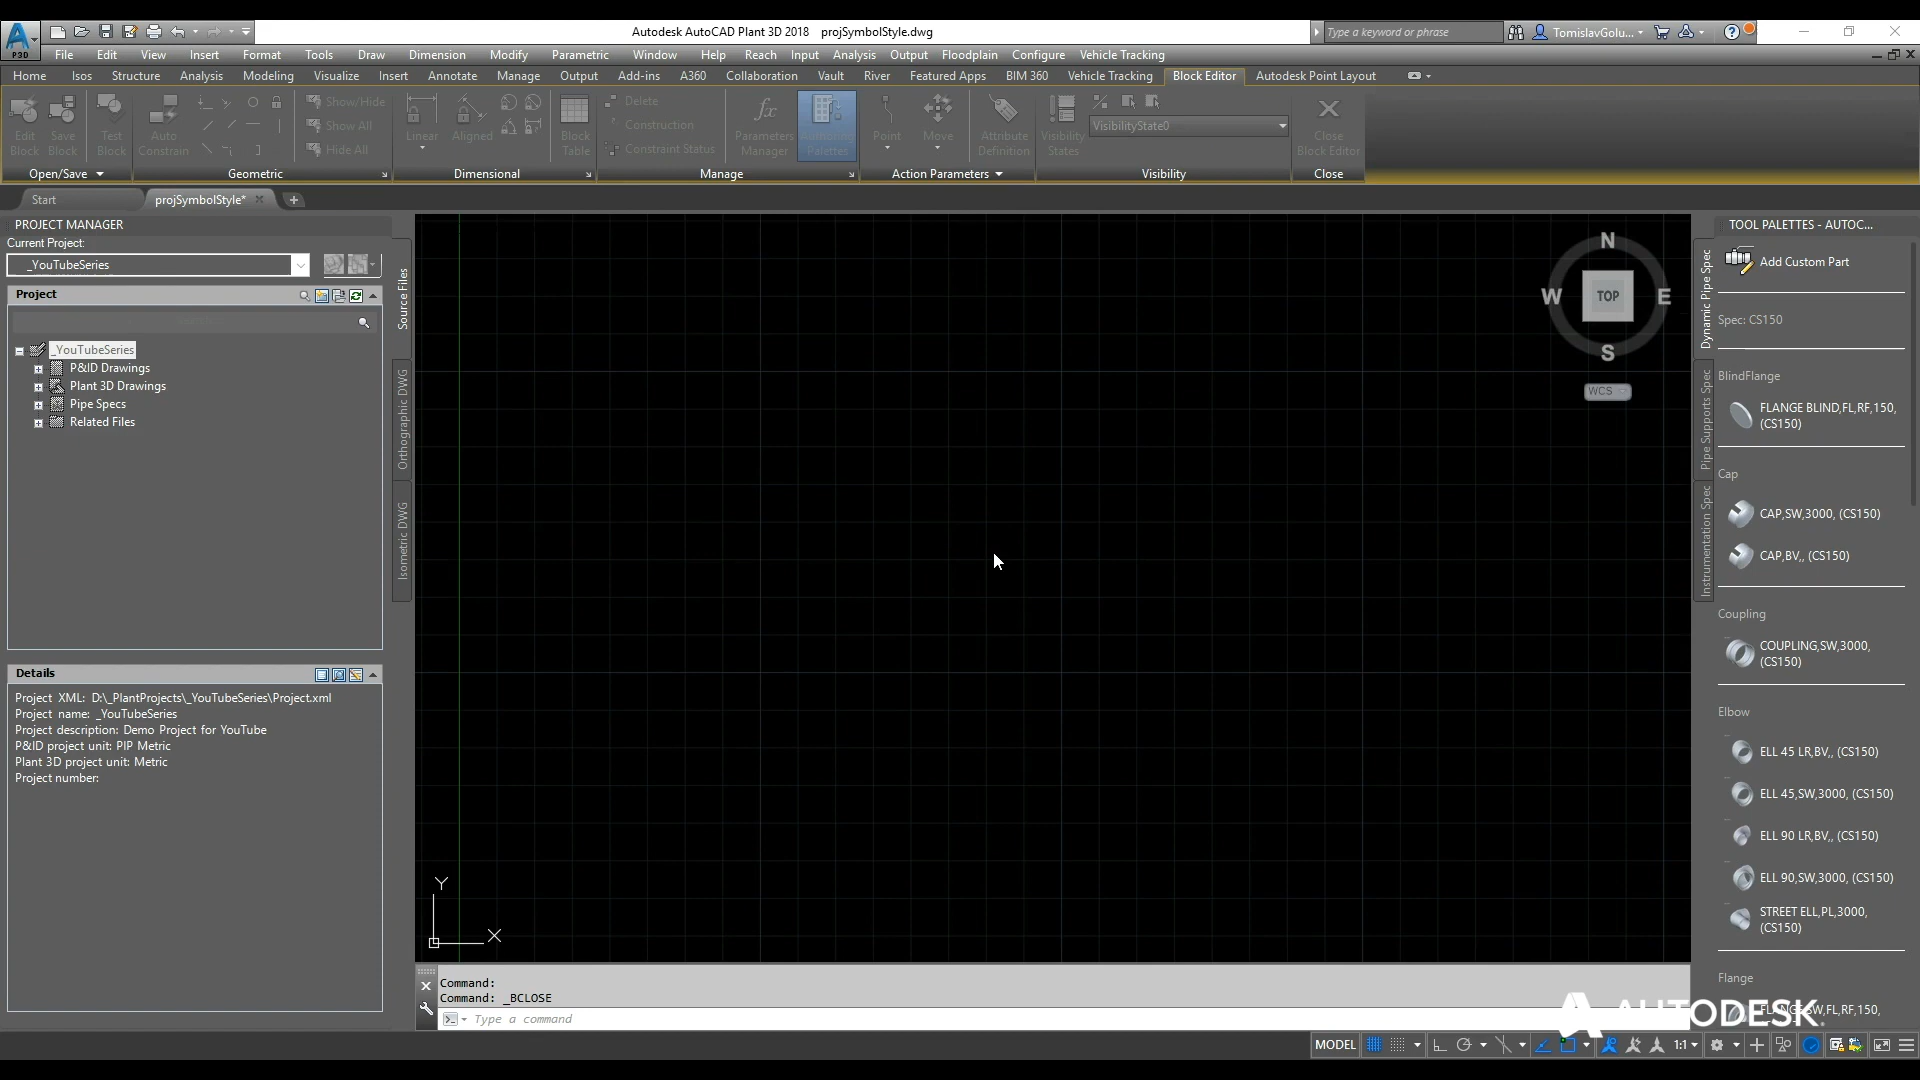 Autodesk AutoCAD Plant 3D 2018 projSymbolStyle.dwg
Type a keyword or phrase
TomislavGolu...
P3D
File Edit View Insert Format Tools Draw Dimension Modify Parametric Window Help Reach Input Analysis Output Floodplain Configure Vehicle Tracking
Home Isos Structure Analysis Modeling Visualize Insert Annotate Manage Output Add-ins A360 Collaboration Vault River Featured Apps BIM 360 Vehicle Tracking Block Editor Autodesk Point Layout
Edit Block
Save Block
Test Block
Auto Constrain
Show/Hide
Show All
Hide All
Linear
Aligned
Block Table
Delete
Construction
Constraint Status
fx
Parameters Manager
Authoring Palettes
Point
Move
Attribute Definition
Visibility States
VisibilityState0
Close Block Editor
Open/Save Geometric Dimensional Manage Action Parameters Visibility Close
Start projSymbolStyle*
PROJECT MANAGER
Current Project:
_YouTubeSeries
Project
_YouTubeSeries
P&ID Drawings
Plant 3D Drawings
Pipe Specs
Related Files
Source Files
Orthographic DWG
Isometric DWG
Details
Project XML: D:\_PlantProjects\_YouTubeSeries\Project.xml
Project name: _YouTubeSeries
Project description: Demo Project for YouTube
P&ID project unit: PIP Metric
Plant 3D project unit: Metric
Project number:
N
W TOP E
S
WCS
Y
X
Command:
Command: _BCLOSE
Type a command
TOOL PALETTES - AUTOC...
Dynamic Pipe Spec
Pipe Supports Spec
Instrumentation Spec
Add Custom Part
Spec: CS150
BlindFlange
FLANGE BLIND,FL,RF,150,
(CS150)
Cap
CAP,SW,3000, (CS150)
CAP,BV,, (CS150)
Coupling
COUPLING,SW,3000,
(CS150)
Elbow
ELL 45 LR,BV,, (CS150)
ELL 45,SW,3000, (CS150)
ELL 90 LR,BV,, (CS150)
ELL 90,SW,3000, (CS150)
STREET ELL,PL,3000,
(CS150)
Flange
FLANGE SW,FL,RF,150,
AUTODESK.
MODEL 1:1